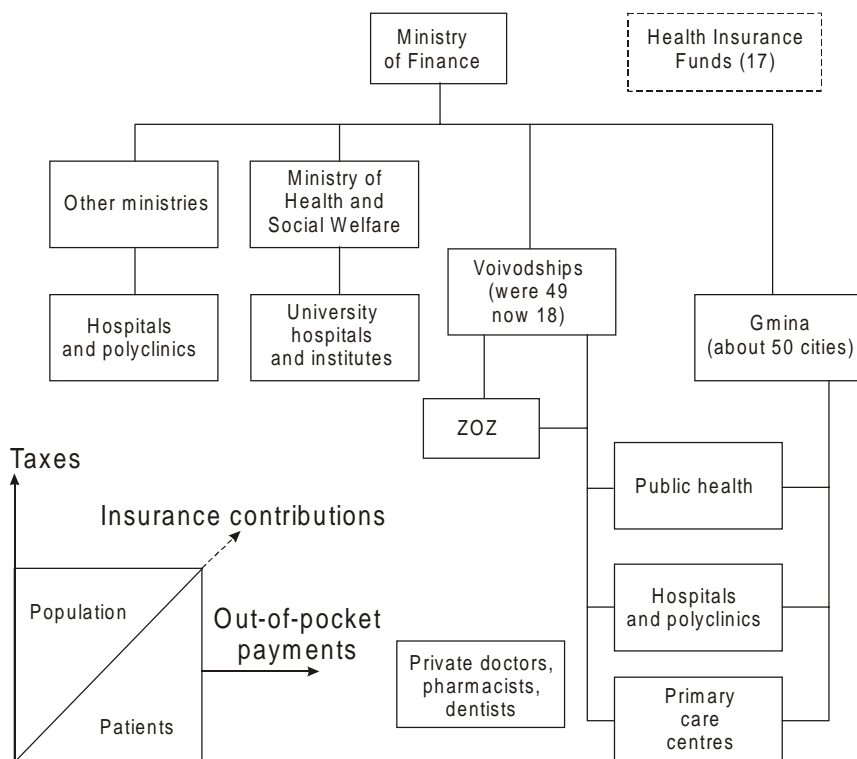 Ministry
of Finance
Health Insurance
Funds (17)
Other ministries
Ministry of
Health and
Social Welfare
Voivodships
(were 49
now 18)
Hospitals
and polyclinics
University
hospitals
and institutes
Gmina
(about 50 cities)
ZOZ
Taxes
Public health
Insurance contributions
Population
Out-of-pocket
payments
Hospitals
and polyclinics
Private doctors,
pharmacists,
dentists
Patients
Primary
care
centres